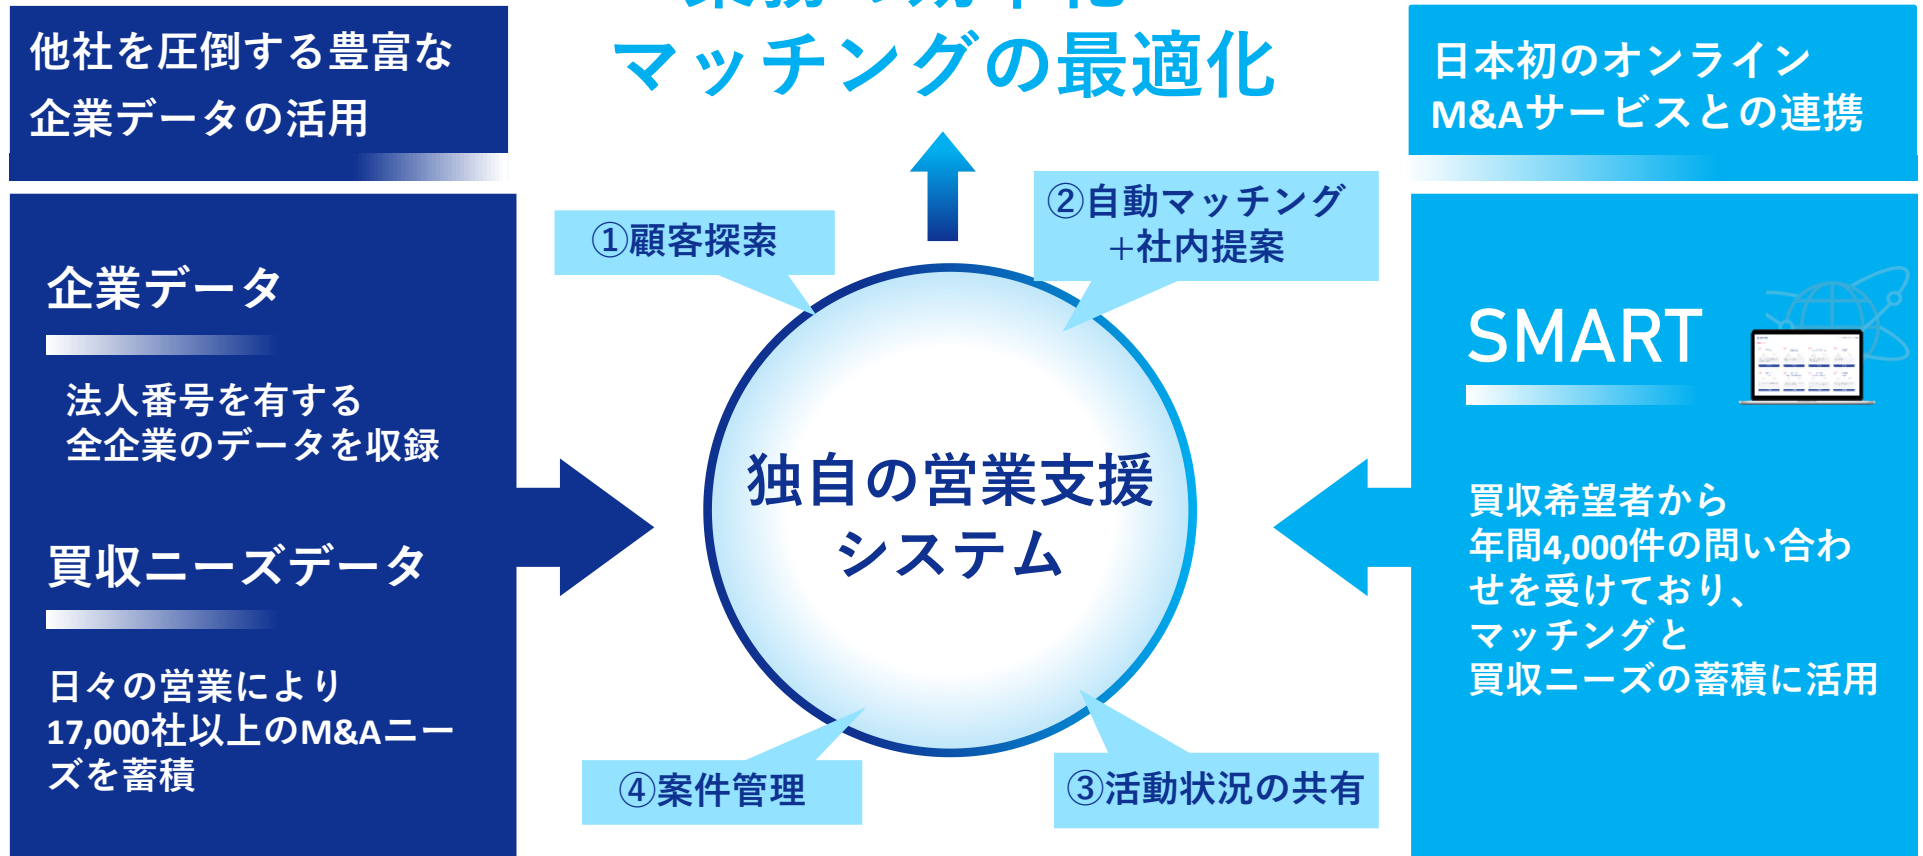 他社を圧倒する豊富な
企業データの活用
企業データ
法人番号を有する
全企業のデータを収録
買収ニーズデータ
日々の営業により
17,000社以上のM&Aニー
ズを蓄積
マッチングの最適化
①顧客探索
②自動マッチング
+社内提案
独自の営業支援
システム
④案件管理
③活動状況の共有
日本初のオンライン
M&Aサービスとの連携
SMART
買収希望者から
年間4,000件の問い合わ
せを受けており、
マッチングと
買収ニーズの蓄積に活用